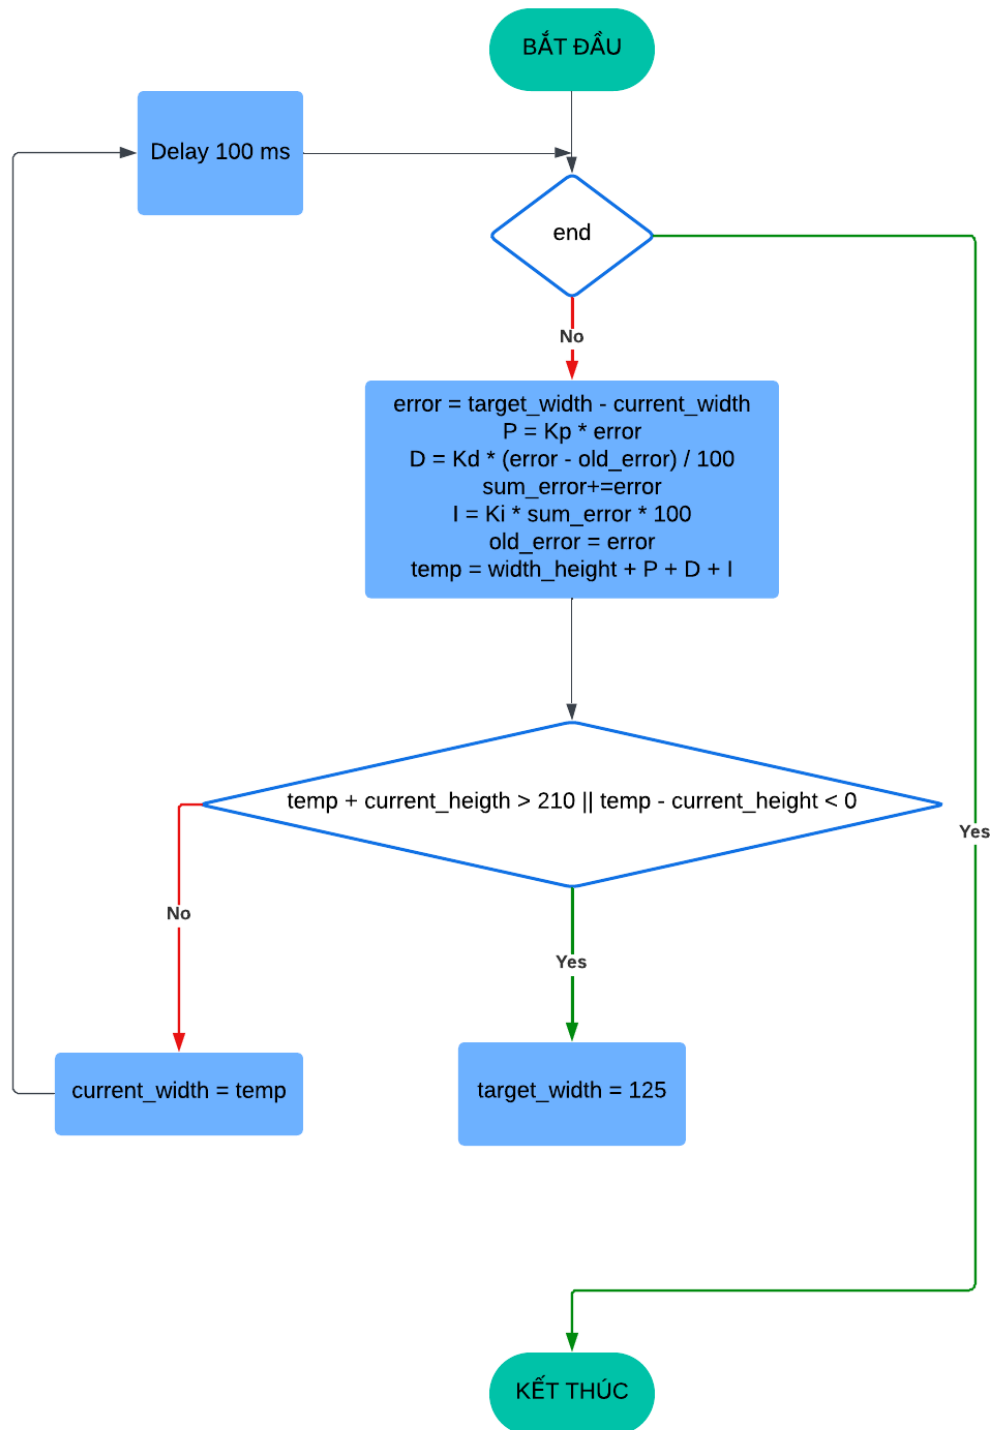 BẮT ĐẦU
Delay 100 ms
end
No
error = target_width - current_width
P = Kp * error
D = Kd * (error - old_error) / 100
sum_error+=error
I = Ki * sum_error * 100
old_error = error
temp = width_height + P + D + I
temp + current_heigth > 210 || temp - current_height < 0
Yes
No
Yes
current_width = temp
target_width = 125
KẾT THÚC